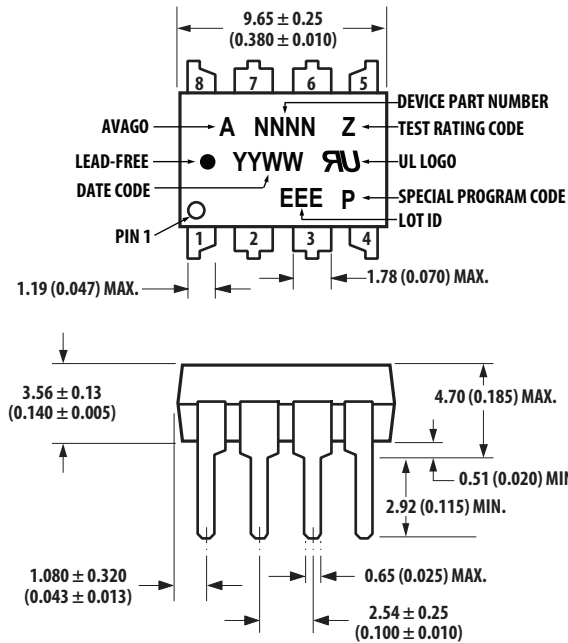 9.65 ± 0.25
(0.380 ± 0.010)
8 7 6 5
DEVICE PART NUMBER
AVAGO A NNNN Z TEST RATING CODE
LEAD-FREE YYWW UR UL LOGO
DATE CODE
EEE P SPECIAL PROGRAM CODE
LOT ID
PIN 1
1 2 3 4
1.19 (0.047) MAX.
1.78 (0.070) MAX.
3.56 ± 0.13
(0.140 ± 0.005)
4.70 (0.185) MAX.
0.51 (0.020) MIN
2.92 (0.115) MIN.
1.080 ± 0.320
(0.043 ± 0.013)
0.65 (0.025) MAX.
2.54 ± 0.25
(0.100 ± 0.010)